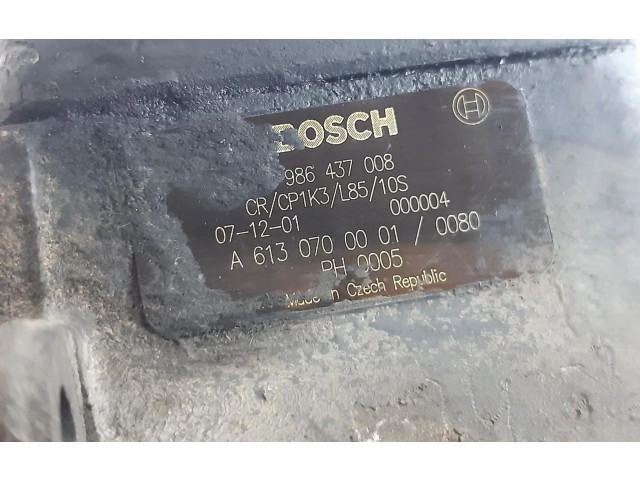 BOSCH
986 437 008
CR/CP1K3/L85/10S
07-12-01 000004
A 613 070 00 01 / 0080
PH 0005
Made in Czech Republic